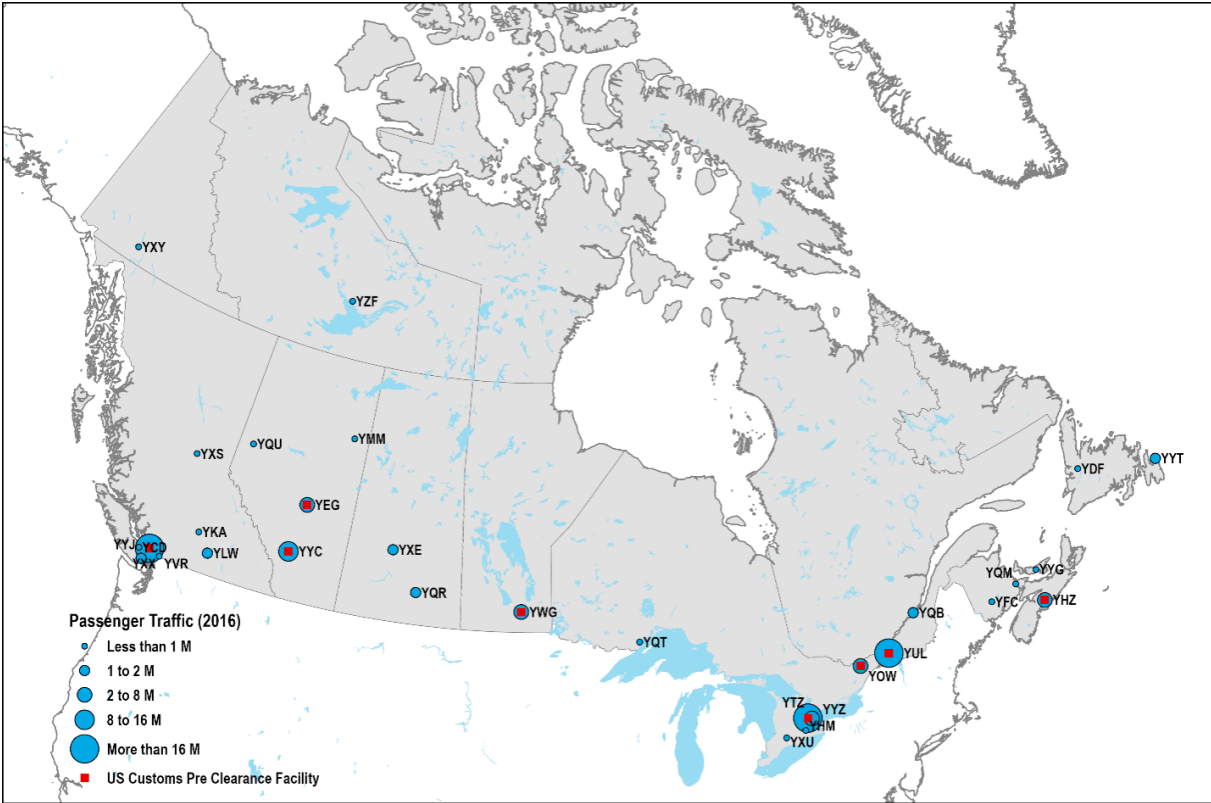 YXY
YZF
YMM
YQU
YXS
YYT
YDF
YEG
YKA
YYJ
YCD
YLW
YYC
YXE
YXX
YVR
YYG
YQM
YQR
YFC
YHZ
YWG
YQB
YQT
YUL
YOW
YTZ
YYZ
YHM
YXU
Passenger Traffic (2016)
Less than 1 M
1 to 2 M
2 to 8 M
8 to 16 M
More than 16 M
US Customs Pre Clearance Facility